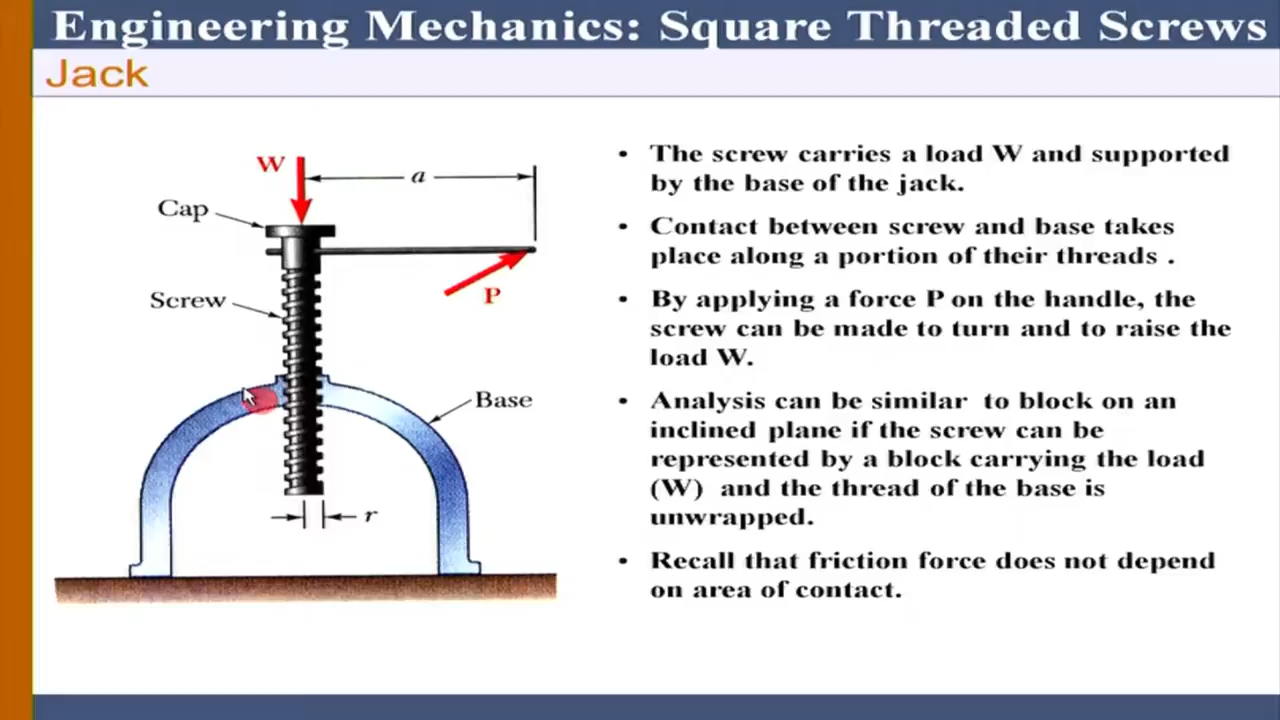 Engineering Mechanics: Square Threaded Screws
Jack
W
a
Cap
Screw
P
Base
r
• The screw carries a load W and supported
by the base of the jack.
• Contact between screw and base takes
place along a portion of their threads .
• By applying a force P on the handle, the
screw can be made to turn and to raise the
load W.
• Analysis can be similar to block on an
inclined plane if the screw can be
represented by a block carrying the load
(W) and the thread of the base is
unwrapped.
• Recall that friction force does not depend
on area of contact.